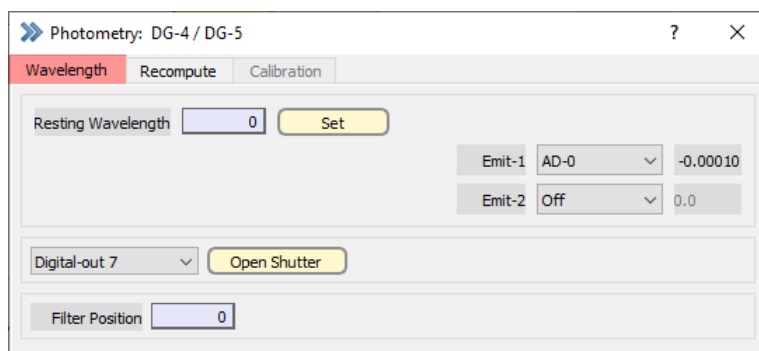 Photometry: DG-4 / DG-5 ?
Wavelength Recompute Calibration
Resting Wavelength 0 Set
Emit-1 AD-0 -0.00010
Emit-2 Off 0.0
Digital-out 7 Open Shutter
Filter Position 0